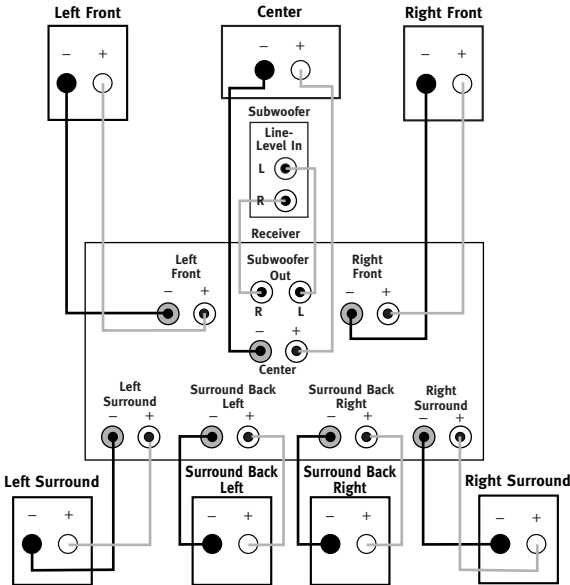 Left Front
Center
Right Front
− +
− +
− +
Subwoofer
Line-
Level In
L
R
Receiver
Left
Front
Subwoofer
Out
Right
Front
− +
R L
− +
− +
Center
Left
Surround
Surround Back
Left
Surround Back
Right
Right
Surround
− +
− +
− +
− +
Left Surround
Surround Back
Left
Surround Back
Right
Right Surround
− +
− +
− +
− +